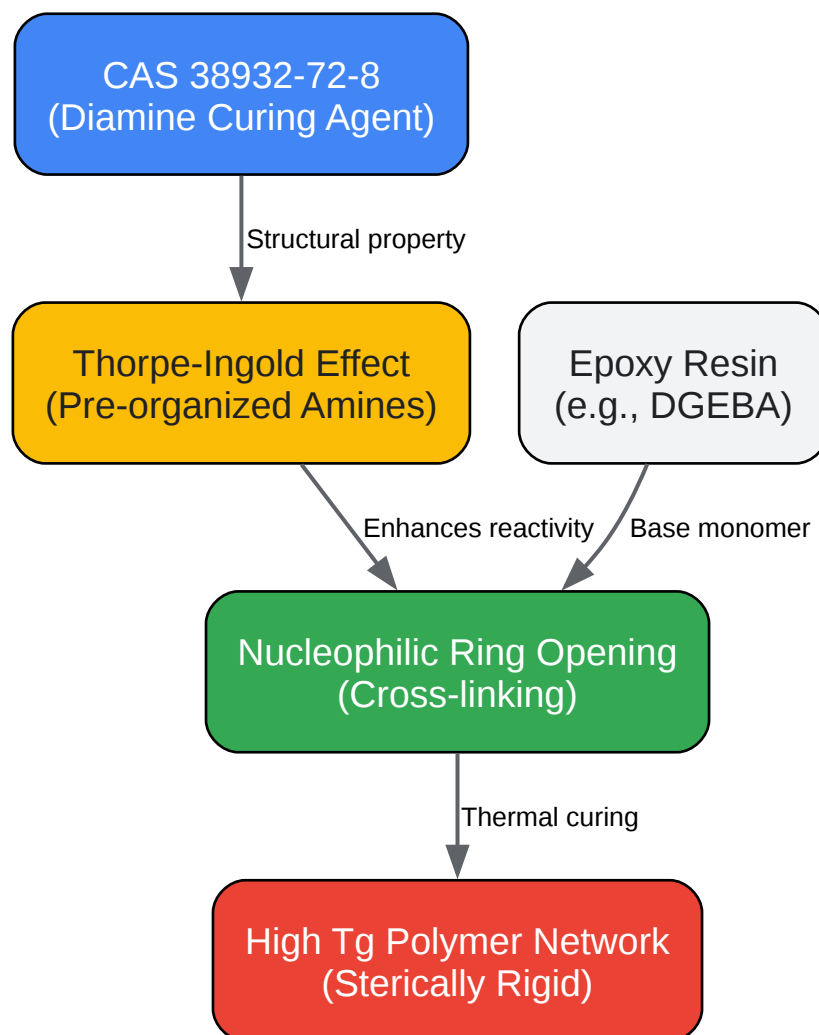 CAS 38932-72-8
(Diamine Curing Agent)
Structural property
Thorpe-Ingold Effect
(Pre-organized Amines)
Epoxy Resin
(e.g., DGEBA)
Enhances reactivity
Base monomer
Nucleophilic Ring Opening
(Cross-linking)
Thermal curing
High Tg Polymer Network
(Sterically Rigid)